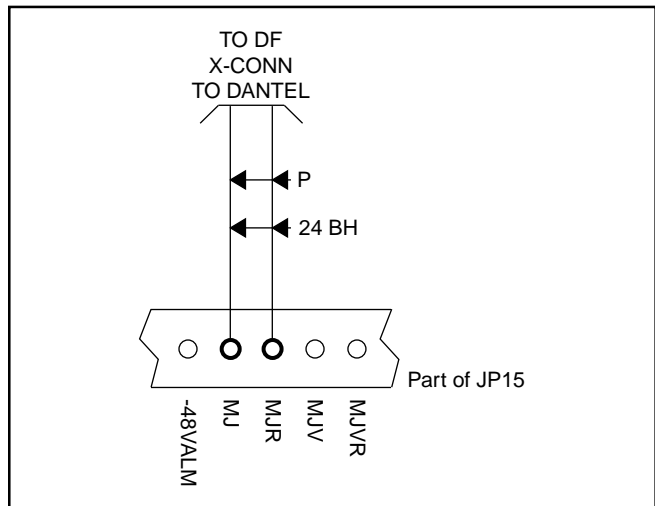 TO DF
X-CONN
TO DANTEL
P
24 BH
Part of JP15
-48VALM
MJ
MJR
MJV
MJVR